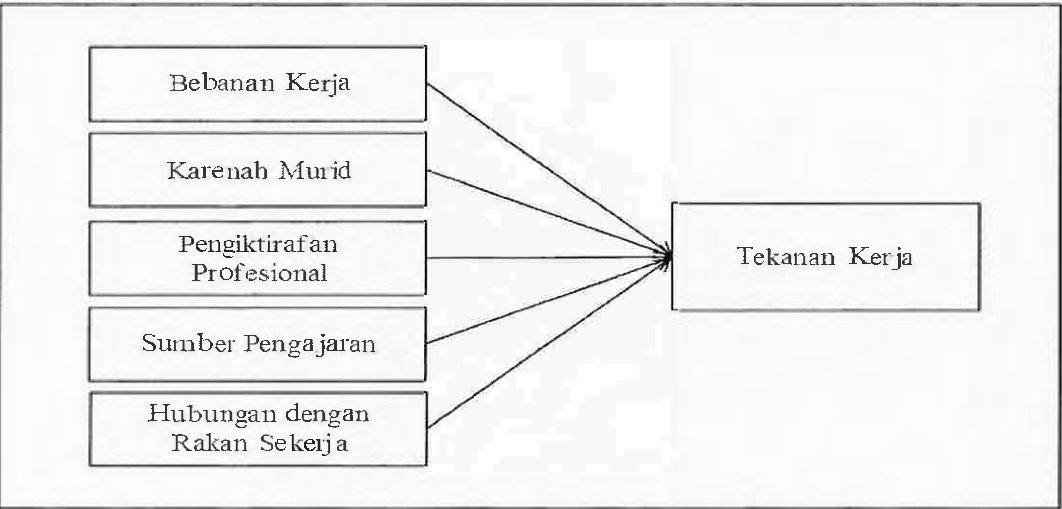 Bebanan Kerja
Karenah Murid
Pengiktirafan
Profesional
Sumber Pengajaran
Hubungan dengan
Rakan Sekerja
Tekanan Kerja